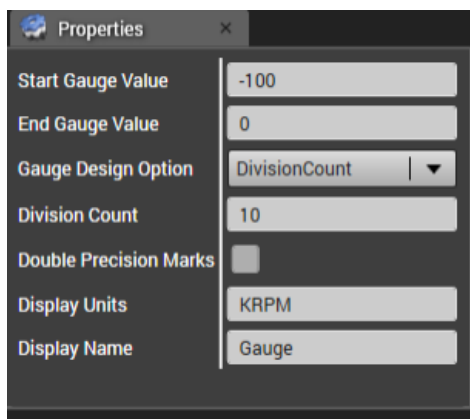 Properties ×
Start Gauge Value -100
End Gauge Value 0
Gauge Design Option DivisionCount
Division Count 10
Double Precision Marks
Display Units KRPM
Display Name Gauge